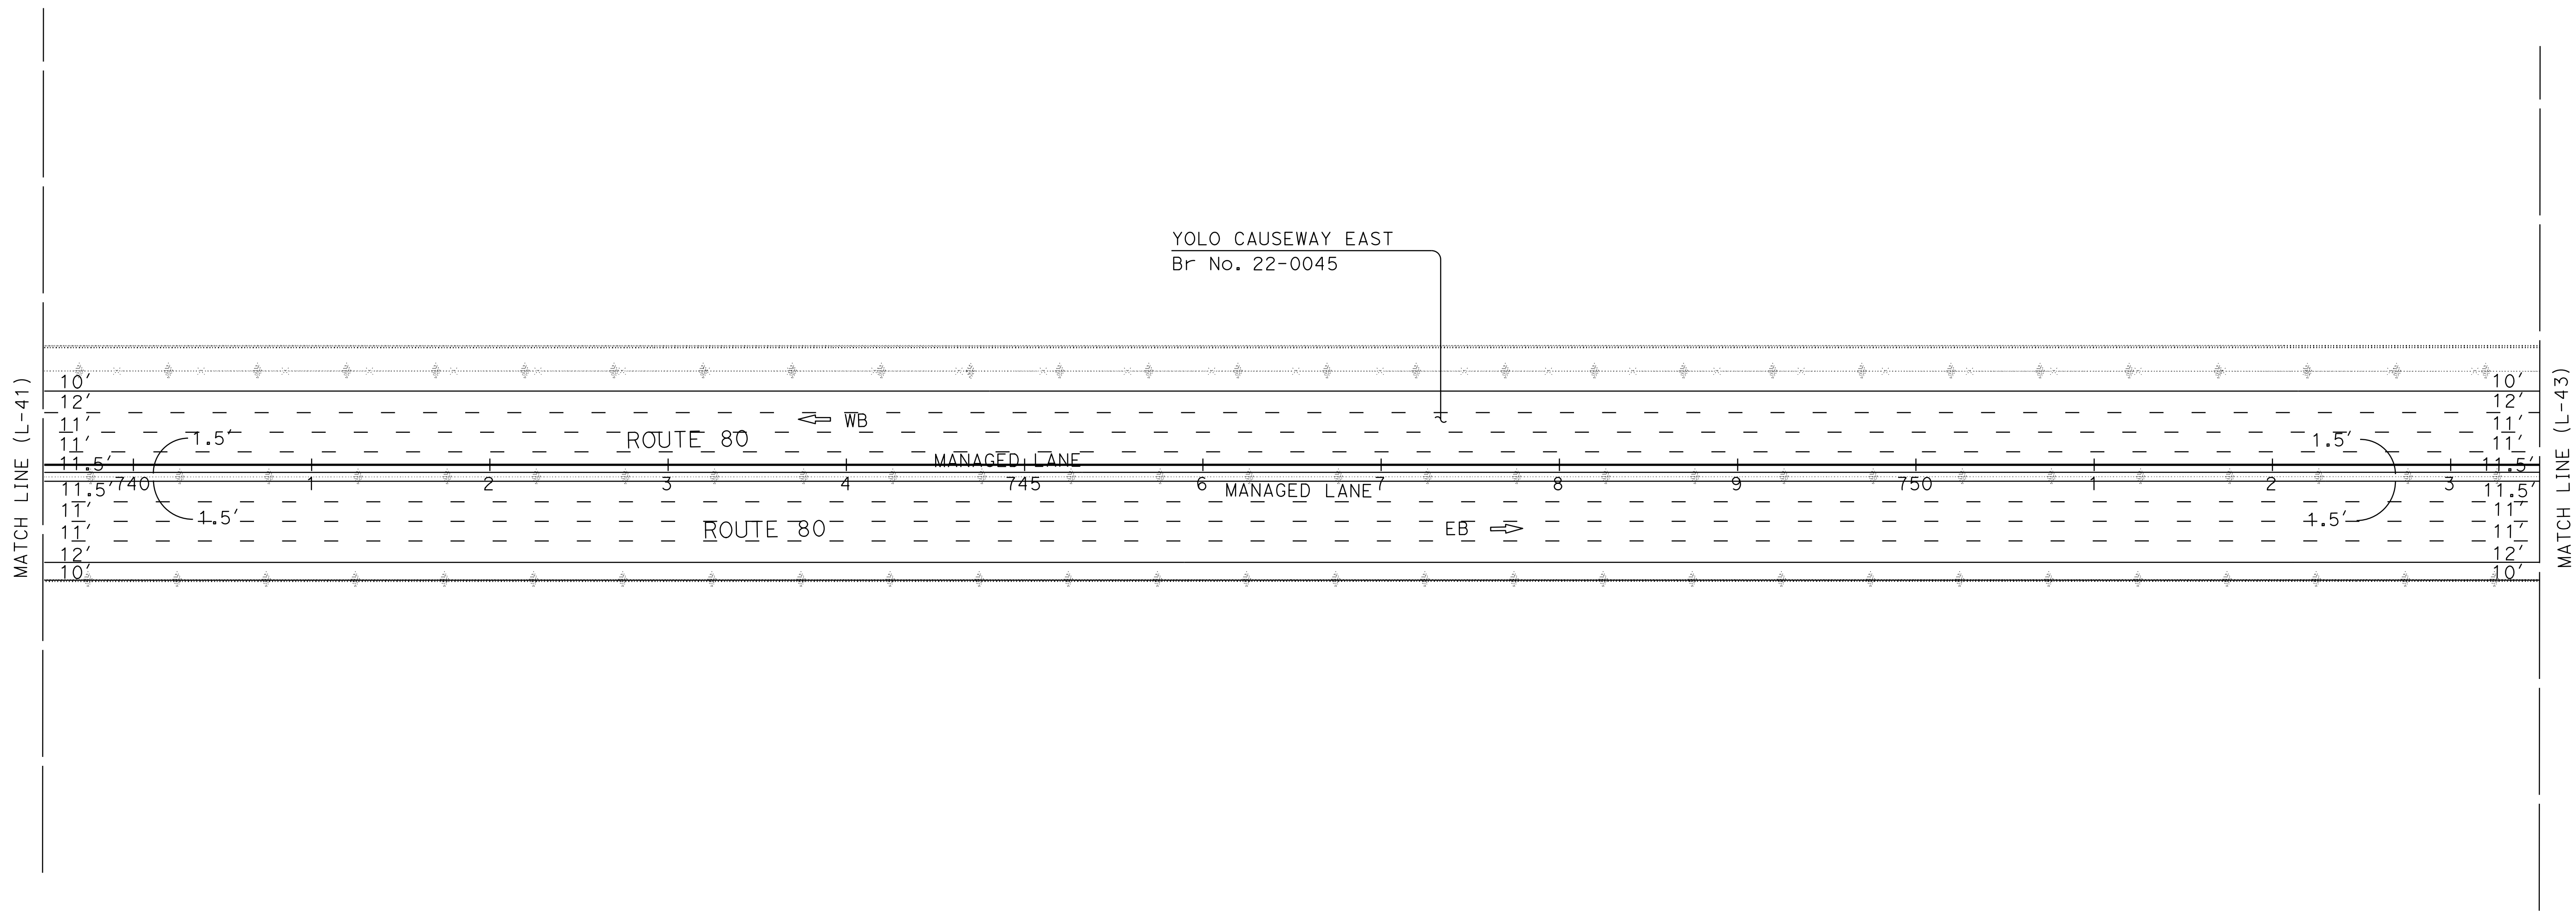 YOLO CAUSEWAY EAST
Br No. 22-0045
MATCH LINE (L-41)
10'
12'
11'
11'
11.5'
11.5'
11'
11'
12'
10'
1.5'
1.5'
WB
ROUTE 80
MANAGED LANE
740 1 2 3 4 745 6 7 8 9 750 1 2 3
MANAGED LANE
ROUTE 80
EB
1.5'
1.5'
10'
12'
11'
11'
11.5'
11.5'
11'
11'
12'
10'
MATCH LINE (L-43)